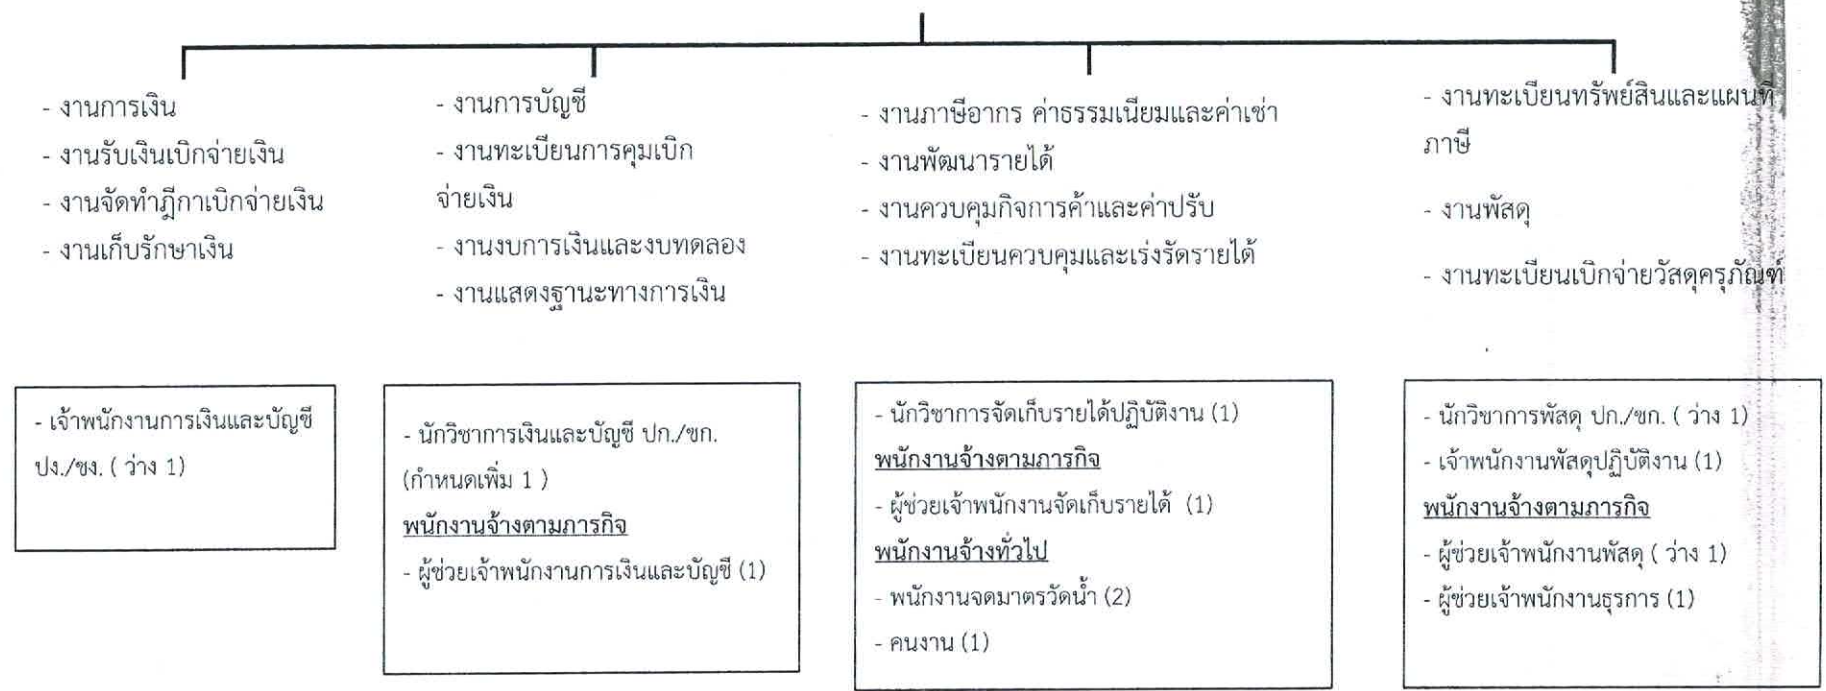 - งานการเงิน
- งานรับเงินเบิกจ่ายเงิน
- งานจัดทำฎีกาเบิกจ่ายเงิน
- งานเก็บรักษาเงิน
- งานการบัญชี
- งานทะเบียนการคุมเบิก
จ่ายเงิน
- งานงบการเงินและงบทดลอง
- งานแสดงฐานะทางการเงิน
- งานภาษีอากร ค่าธรรมเนียมและค่าเช่า
- งานพัฒนารายได้
- งานควบคุมกิจการค้าและค่าปรับ
- งานทะเบียนควบคุมและเร่งรัดรายได้
- งานทะเบียนทรัพย์สินและแผนที่
ภาษี
- งานพัสดุ
- งานทะเบียนเบิกจ่ายวัสดุครุภัณฑ์
- เจ้าพนักงานการเงินและบัญชี
ปง./ชง. ( ว่าง 1)
- นักวิชาการเงินและบัญชี ปก./ชก.
(กำหนดเพิ่ม 1 )
พนักงานจ้างตามภารกิจ
- ผู้ช่วยเจ้าพนักงานการเงินและบัญชี (1)
- นักวิชาการจัดเก็บรายได้ปฏิบัติงาน (1)
พนักงานจ้างตามภารกิจ
- ผู้ช่วยเจ้าพนักงานจัดเก็บรายได้ (1)
พนักงานจ้างทั่วไป
- พนักงานจดมาตรวัดน้ำ (2)
- คนงาน (1)
- นักวิชาการพัสดุ ปก./ชก. ( ว่าง 1)
- เจ้าพนักงานพัสดุปฏิบัติงาน (1)
พนักงานจ้างตามภารกิจ
- ผู้ช่วยเจ้าพนักงานพัสดุ ( ว่าง 1)
- ผู้ช่วยเจ้าพนักงานธุรการ (1)